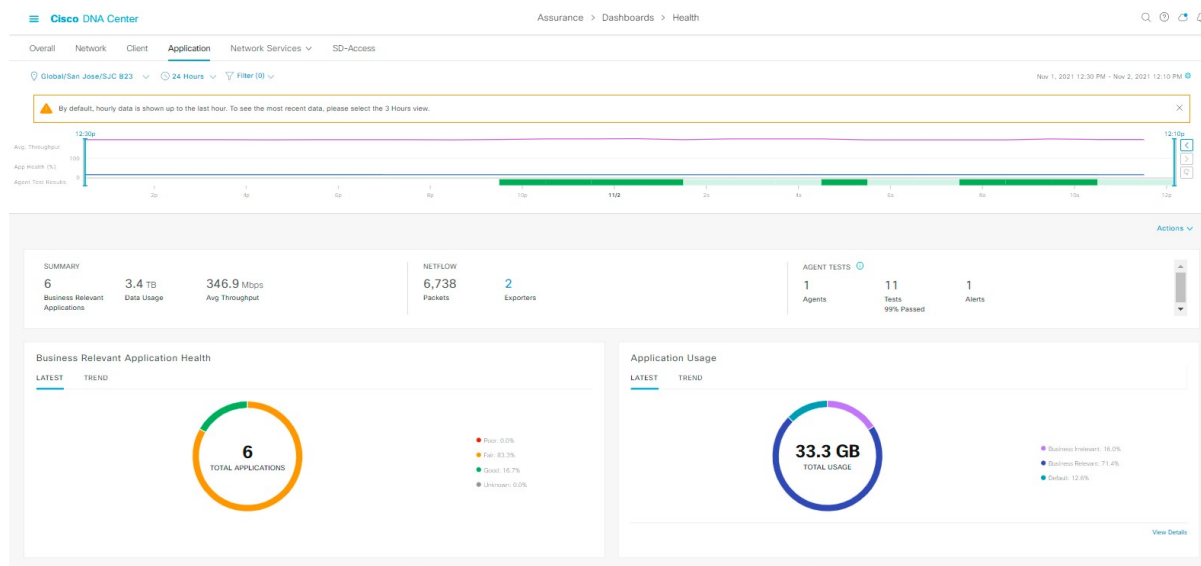 Cisco DNA Center
Assurance > Dashboards > Health
Overall Network Client Application Network Services SD-Access
Global/San Jose/SJC B23 24 Hours Filter (0)
Nov 1, 2021 12:30 PM - Nov 2, 2021 12:10 PM
By default, hourly data is shown up to the last hour. To see the most recent data, please select the 3 Hours view.
12:30p 12:10p
Avg. Throughput
100
App Health (%)
0
Agent Test Results
2p 4p 6p 8p 10p 11/2 2a 4a 6a 8a 10a 12p
Actions
SUMMARY
6 3.4 TB 346.9 Mbps
Business Relevant Applications Data Usage Avg Throughput
NETFLOW
6,738 2
Packets Exporters
AGENT TESTS
1 11 1
Agents Tests Alerts
99% Passed
Business Relevant Application Health
LATEST TREND
6
TOTAL APPLICATIONS
Poor: 0.0%
Fair: 83.3%
Good: 16.7%
Unknown: 0.0%
Application Usage
LATEST TREND
33.3 GB
TOTAL USAGE
Business Irrelevant: 16.0%
Business Relevant: 71.4%
Default: 12.6%
View Details